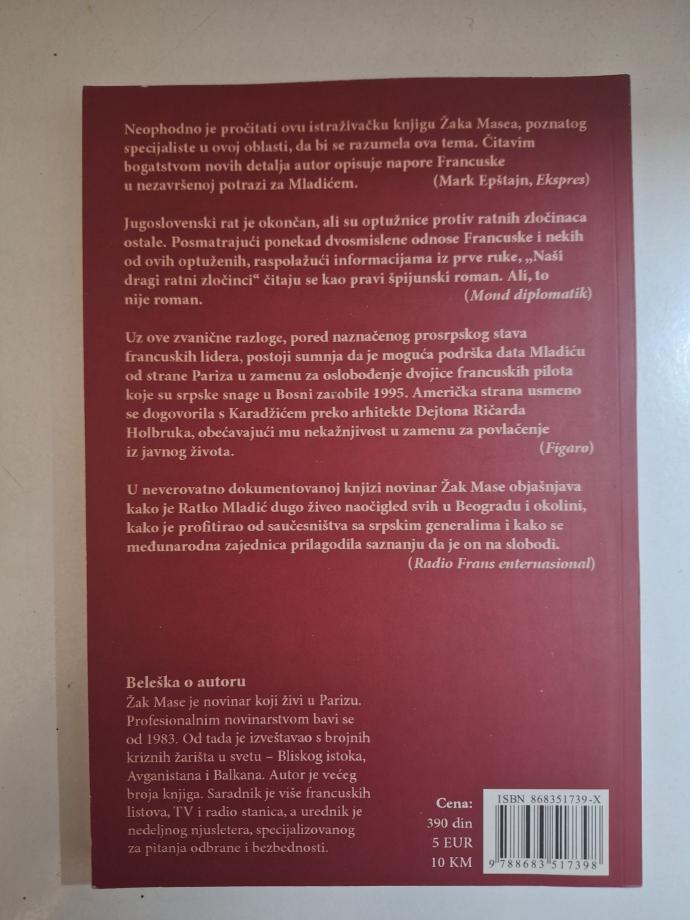 Neophodno je pročitati ovu istraživačku knjigu Žaka Masea, poznatog
specijaliste u ovoj oblasti, da bi se razumela ova tema. Čitavim
bogatstvom novih detalja autor opisuje napore Francuske
u nezavršenoj potrazi za Mladićem. (Mark Epštajn, Ekspres)
Jugoslovenski rat je okončan, ali su optužnice protiv ratnih zločinaca
ostale. Posmatrajući ponekad dvosmislene odnose Francuske i nekih
od ovih optuženih, raspolažući informacijama iz prve ruke, „Naši
dragi ratni zločinci“ čitaju se kao pravi špijunski roman. Ali, to
nije roman. (Mond diplomatik)
Uz ove zvanične razloge, pored naznačenog prosrpskog stava
francuskih lidera, postoji sumnja da je moguća podrška data Mladiću
od strane Pariza u zamenu za oslobođenje dvojice francuskih pilota
koje su srpske snage u Bosni zarobile 1995. Američka strana usmeno
se dogovorila s Karadžićem preko arhitekte Dejtona Ričarda
Holbruka, obećavajući mu nekažnjivost u zamenu za povlačenje
iz javnog života. (Figaro)
U neverovatno dokumentovanoj knjizi novinar Žak Mase objašnjava
kako je Ratko Mladić dugo živeo naočigled svih u Beogradu i okolini,
kako je profitirao od saučesništva sa srpskim generalima i kako se
međunarodna zajednica prilagodila saznanju da je on na slobodi.
(Radio Frans enternasional)
Beleška o autoru
Žak Mase je novinar koji živi u Parizu.
Profesionalnim novinarstvom bavi se
od 1983. Od tada je izveštavao s brojnih
kriznih žarišta u svetu – Bliskog istoka,
Avganistana i Balkana. Autor je većeg
broja knjiga. Saradnik je više francuskih
listova, TV i radio stanica, a urednik je
nedeljnog njusletera, specijalizovanog
za pitanja odbrane i bezbednosti.
Cena:
390 din
5 EUR
10 KM
ISBN 868351739-X
9 788683 517398